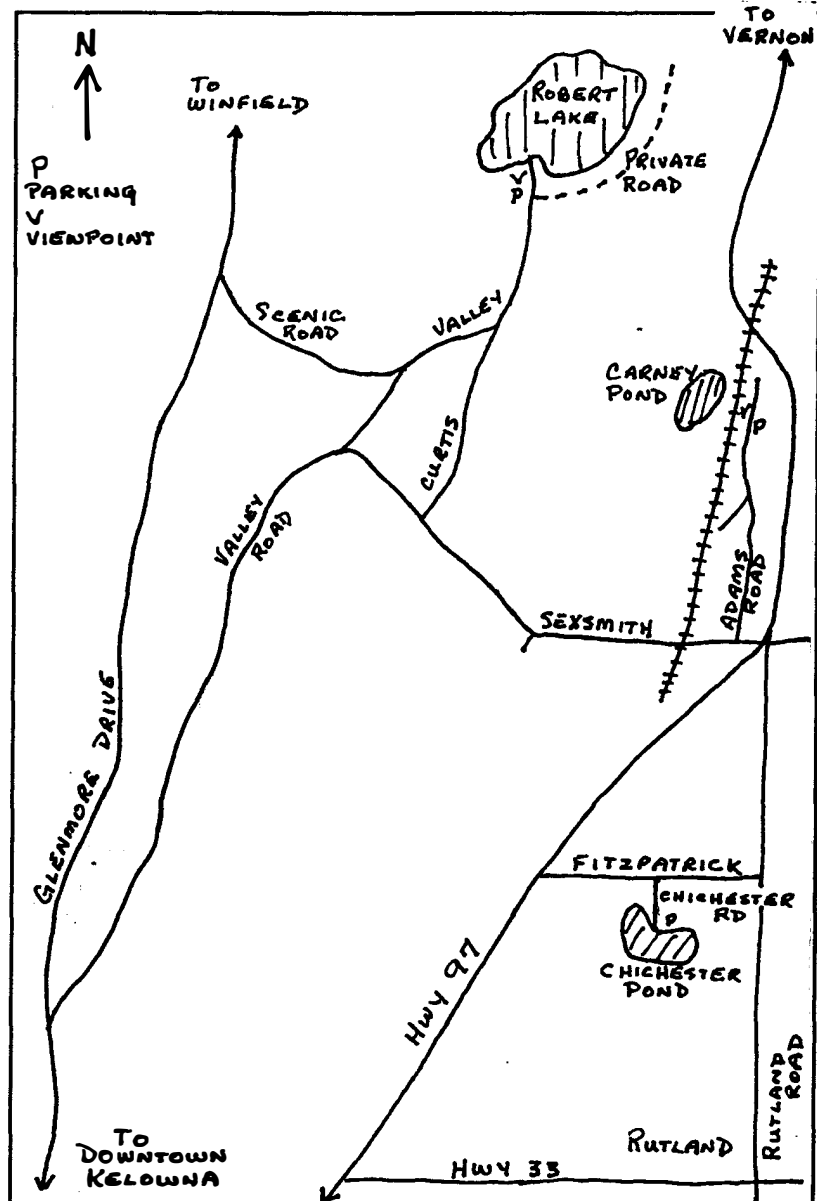 N
TO
WINFIELD
TO
VERNON
ROBERT
LAKE
P
PARKING
V
VIEWPOINT
V
P
PRIVATE
ROAD
SCENIC
ROAD
VALLEY
CARNEY
POND
V
P
CURTIS
VALLEY
ROAD
ADAMS
ROAD
SEXSMITH
GLENMORE DRIVE
FITZPATRICK
CHICHESTER
RD
P
CHICHESTER
POND
HWY 97
RUTLAND
ROAD
RUTLAND
TO
DOWNTOWN
KELOWNA
HWY 33